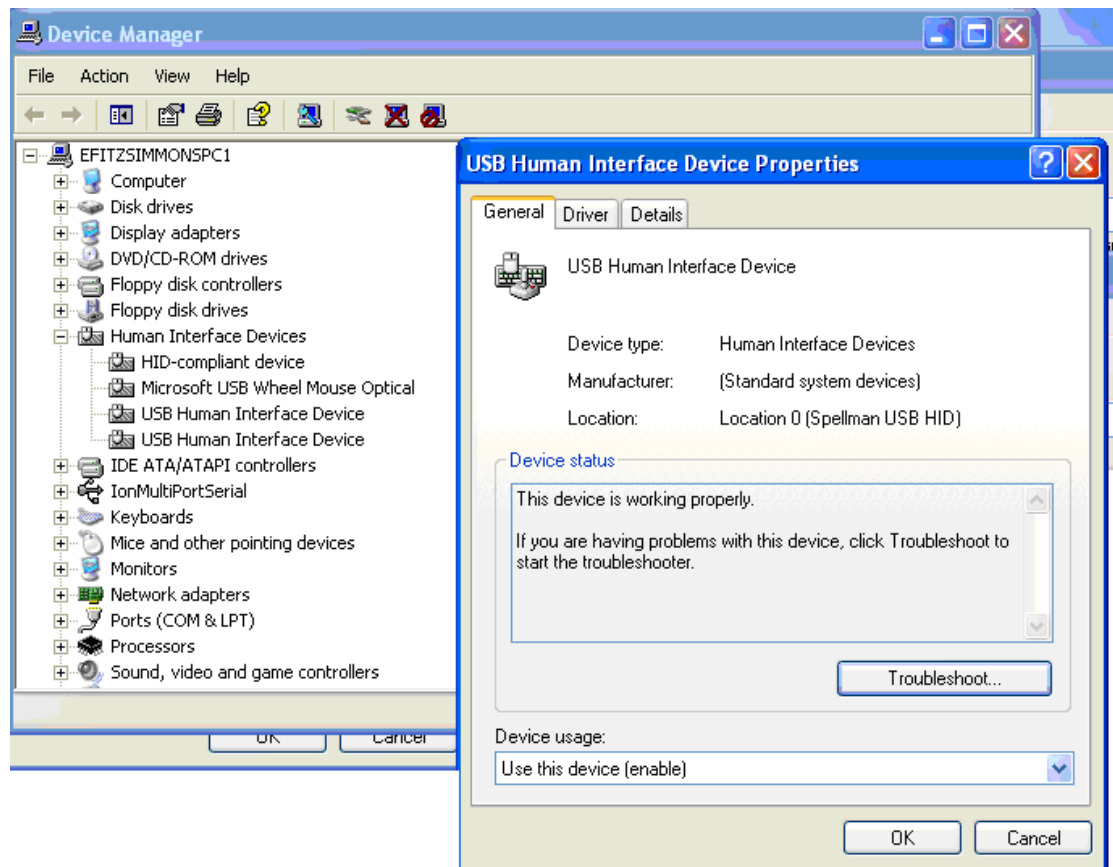 Device Manager
File Action View Help
EFITZSIMMONSPC1
Computer
Disk drives
Display adapters
DVD/CD-ROM drives
Floppy disk controllers
Floppy disk drives
Human Interface Devices
HID-compliant device
Microsoft USB Wheel Mouse Optical
USB Human Interface Device
USB Human Interface Device
IDE ATA/ATAPI controllers
IonMultiPortSerial
Keyboards
Mice and other pointing devices
Monitors
Network adapters
Ports (COM & LPT)
Processors
Sound, video and game controllers
OK Cancel
USB Human Interface Device Properties
General Driver Details
USB Human Interface Device
Device type: Human Interface Devices
Manufacturer: (Standard system devices)
Location: Location 0 (Spellman USB HID)
Device status
This device is working properly.
If you are having problems with this device, click Troubleshoot to
start the troubleshooter.
Troubleshoot...
Device usage:
Use this device (enable)
OK Cancel